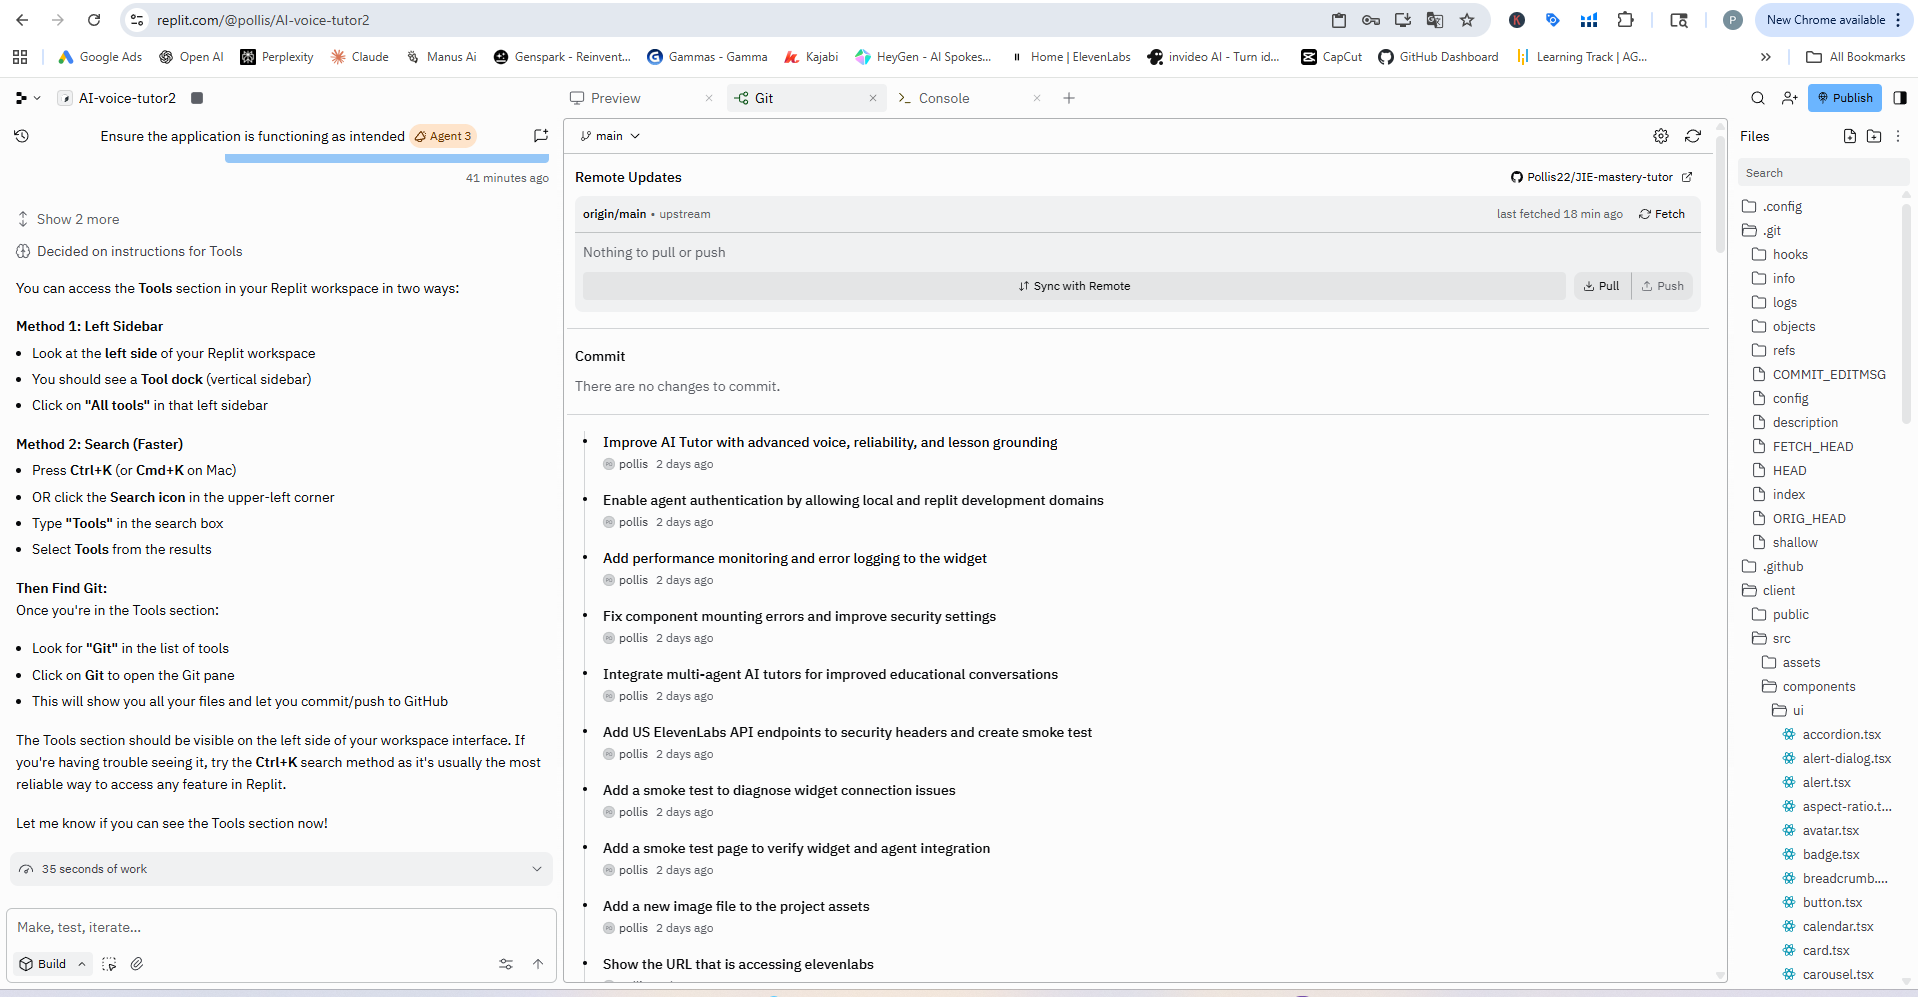 replit.com/@pollis/AI-voice-tutor2
K
P
New Chrome available
Google Ads
Open AI
Perplexity
Claude
Manus Ai
Genspark - Reinvent...
Gammas - Gamma
Kajabi
HeyGen - AI Spokes...
Home | ElevenLabs
invideo AI - Turn id...
CapCut
GitHub Dashboard
Learning Track | AG...
»
All Bookmarks
AI-voice-tutor2
Preview
Git
Console
Publish
Ensure the application is functioning as intended
Agent 3
41 minutes ago
Show 2 more
Decided on instructions for Tools
You can access the Tools section in your Replit workspace in two ways:
Method 1: Left Sidebar
• Look at the left side of your Replit workspace
• You should see a Tool dock (vertical sidebar)
• Click on "All tools" in that left sidebar
Method 2: Search (Faster)
• Press Ctrl+K (or Cmd+K on Mac)
• OR click the Search icon in the upper-left corner
• Type "Tools" in the search box
• Select Tools from the results
Then Find Git:
Once you're in the Tools section:
• Look for "Git" in the list of tools
• Click on Git to open the Git pane
• This will show you all your files and let you commit/push to GitHub
The Tools section should be visible on the left side of your workspace interface. If
you're having trouble seeing it, try the Ctrl+K search method as it's usually the most
reliable way to access any feature in Replit.
Let me know if you can see the Tools section now!
35 seconds of work
Make, test, iterate...
Build
main
Remote Updates
Pollis22/JIE-mastery-tutor
origin/main • upstream
last fetched 18 min ago
Fetch
Nothing to pull or push
Sync with Remote
Pull
Push
Commit
There are no changes to commit.
Improve AI Tutor with advanced voice, reliability, and lesson grounding
pollis 2 days ago
Enable agent authentication by allowing local and replit development domains
pollis 2 days ago
Add performance monitoring and error logging to the widget
pollis 2 days ago
Fix component mounting errors and improve security settings
pollis 2 days ago
Integrate multi-agent AI tutors for improved educational conversations
pollis 2 days ago
Add US ElevenLabs API endpoints to security headers and create smoke test
pollis 2 days ago
Add a smoke test to diagnose widget connection issues
pollis 2 days ago
Add a smoke test page to verify widget and agent integration
pollis 2 days ago
Add a new image file to the project assets
pollis 2 days ago
Show the URL that is accessing elevenlabs
Files
Search
.config
.git
hooks
info
logs
objects
refs
COMMIT_EDITMSG
config
description
FETCH_HEAD
HEAD
index
ORIG_HEAD
shallow
.github
client
public
src
assets
components
ui
accordion.tsx
alert-dialog.tsx
alert.tsx
aspect-ratio.t...
avatar.tsx
badge.tsx
breadcrumb....
button.tsx
calendar.tsx
card.tsx
carousel.tsx